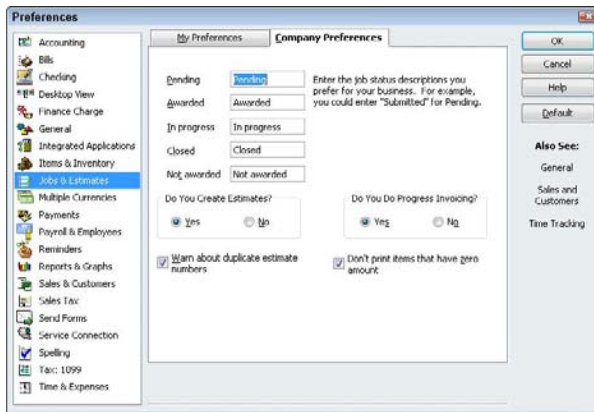 Preferences
Accounting
Bills
Checking
Desktop View
Finance Charge
General
Integrated Applications
Items & Inventory
Jobs & Estimates
Multiple Currencies
Payments
Payroll & Employees
Reminders
Reports & Graphs
Sales & Customers
Sales Tax
Send Forms
Service Connection
Spelling
Tax: 1099
Time & Expenses
My Preferences
Company Preferences
Pending Pending
Awarded Awarded
In progress In progress
Closed Closed
Not awarded Not awarded
Enter the job status descriptions you
prefer for your business. For example,
you could enter "Submitted" for Pending.
Do You Create Estimates?
Yes No
Do You Do Progress Invoicing?
Yes No
Warn about duplicate estimate
numbers
Don't print items that have zero
amount
OK
Cancel
Help
Default
Also See:
General
Sales and
Customers
Time Tracking